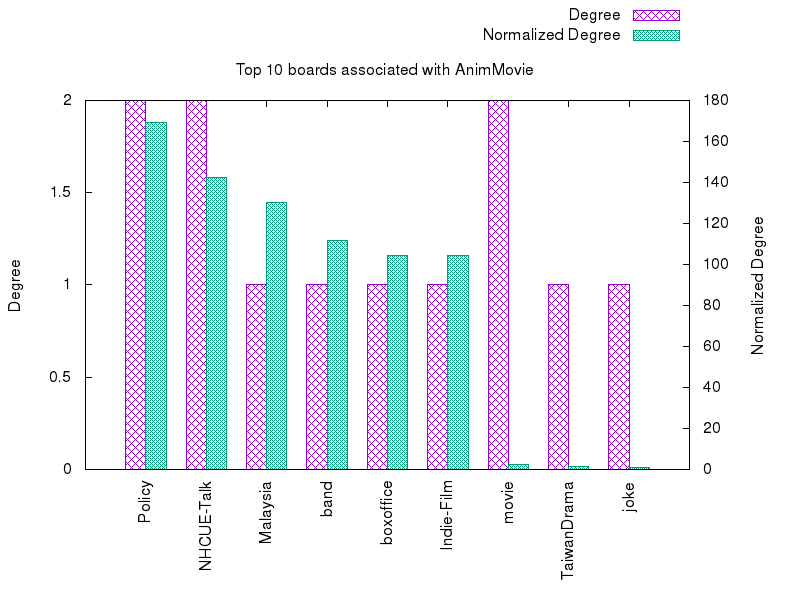 Degree
Normalized Degree
Top 10 boards associated with AnimMovie
2
1.5
1
0.5
0
180
160
140
120
100
80
60
40
20
0
Degree
Normalized Degree
Policy
NHCUE-Talk
Malaysia
band
boxoffice
Indie-Film
movie
TaiwanDrama
joke